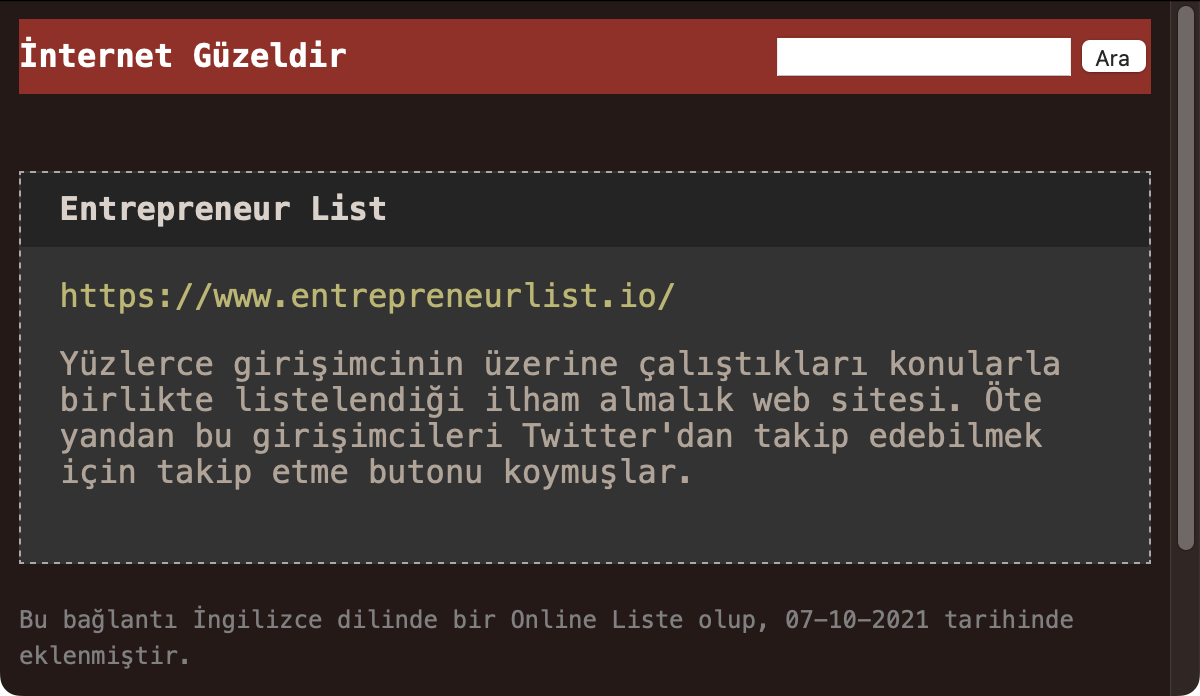 İnternet Güzeldir
Ara
Entrepreneur List
https://www.entrepreneurlist.io/
Yüzlerce girişimcinin üzerine çalıştıkları konularla
birlikte listelendiği ilham almalık web sitesi. Öte
yandan bu girişimcileri Twitter'dan takip edebilmek
için takip etme butonu koymuşlar.
Bu bağlantı İngilizce dilinde bir Online Liste olup, 07-10-2021 tarihinde
eklenmiştir.